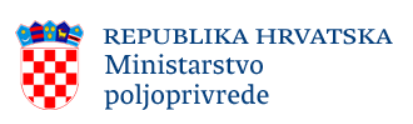 REPUBLIKA HRVATSKA
Ministarstvo
poljoprivrede